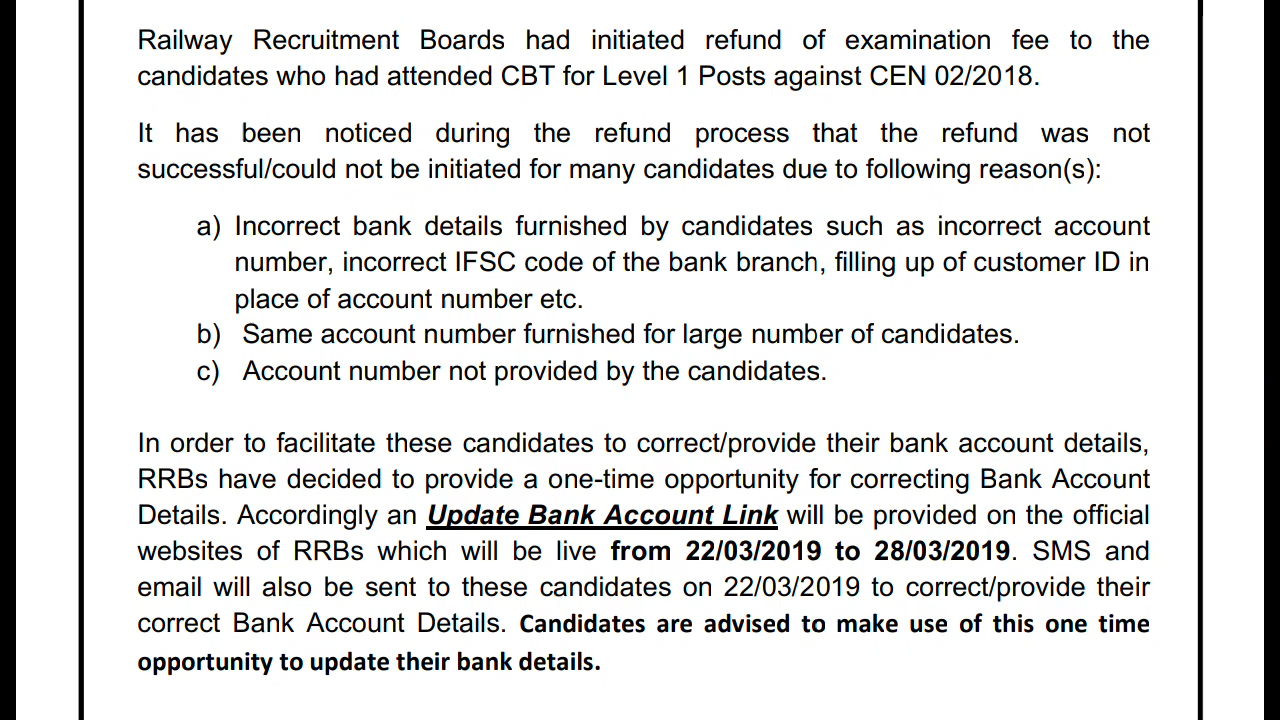 Railway Recruitment Boards had initiated refund of examination fee to the
candidates who had attended CBT for Level 1 Posts against CEN 02/2018.
It has been noticed during the refund process that the refund was not
successful/could not be initiated for many candidates due to following reason(s):
a) Incorrect bank details furnished by candidates such as incorrect account
number, incorrect IFSC code of the bank branch, filling up of customer ID in
place of account number etc.
b) Same account number furnished for large number of candidates.
c) Account number not provided by the candidates.
In order to facilitate these candidates to correct/provide their bank account details,
RRBs have decided to provide a one-time opportunity for correcting Bank Account
Details. Accordingly an Update Bank Account Link will be provided on the official
websites of RRBs which will be live from 22/03/2019 to 28/03/2019. SMS and
email will also be sent to these candidates on 22/03/2019 to correct/provide their
correct Bank Account Details. Candidates are advised to make use of this one time
opportunity to update their bank details.